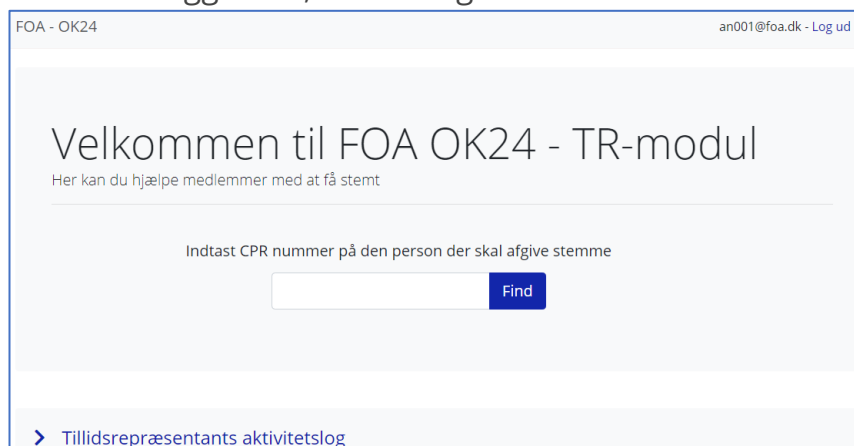 FOA - OK24
an001@foa.dk - Log ud
Velkommen til FOA OK24 - TR-modul
Her kan du hjælpe medlemmer med at få stemt
Indtast CPR nummer på den person der skal afgive stemme
Find
Tillidsrepræsentants aktivitetslog